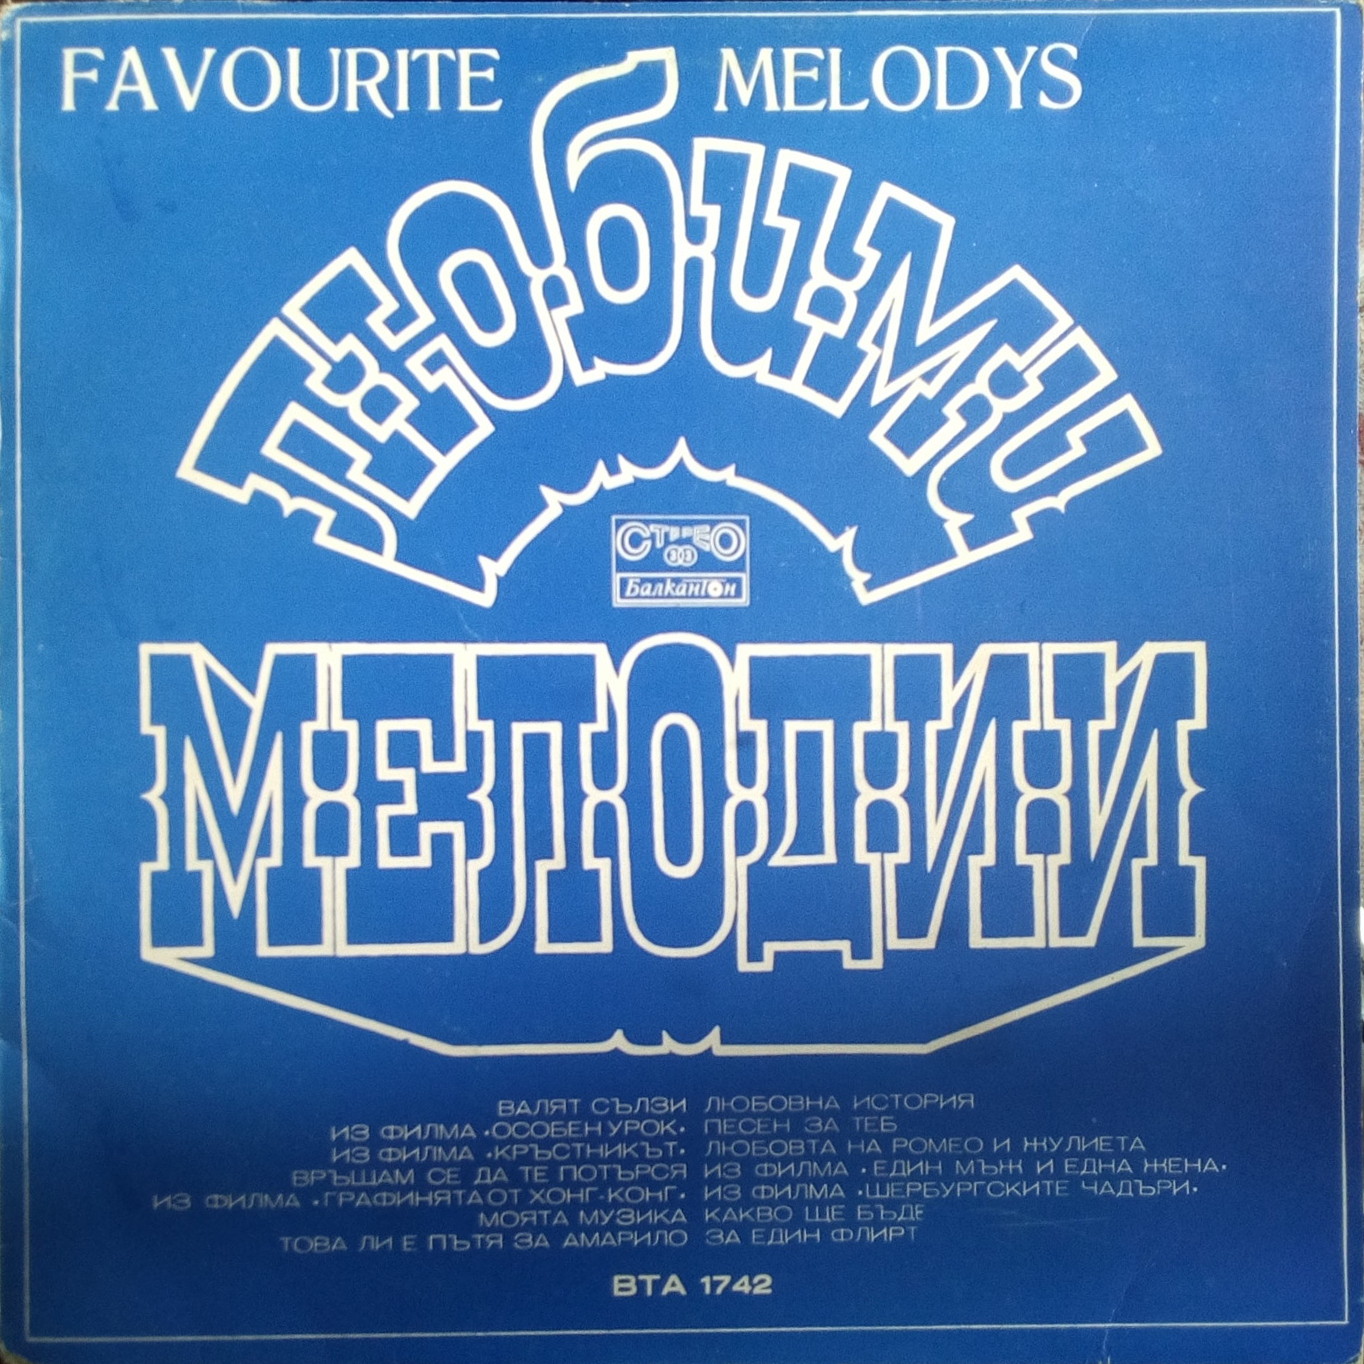 FAVOURITE MELODYS
ЛЮБИМИ
СТЕРЕО
33
Балкантон
МЕЛОДИИ
ВАЛЯТ СЪЛЗИ ЛЮБОВНА ИСТОРИЯ
ИЗ ФИЛМА •ОСОБЕН УРОК• ПЕСЕН ЗА ТЕБ
ИЗ ФИЛМА •КРЪСТНИКЪТ• ЛЮБОВТА НА РОМЕО И ЖУЛИЕТА
ВРЪЩАМ СЕ ДА ТЕ ПОТЪРСЯ ИЗ ФИЛМА •ЕДИН МЪЖ И ЕДНА ЖЕНА•
ИЗ ФИЛМА •ГРАФИНЯТА ОТ ХОНГ-КОНГ• ИЗ ФИЛМА •ШЕРБУРГСКИТЕ ЧАДЪРИ•
МОЯТА МУЗИКА КАКВО ЩЕ БЪДЕ
ТОВА ЛИ Е ПЪТЯ ЗА АМАРИЛО ЗА ЕДИН ФЛИРТ
ВТА 1742